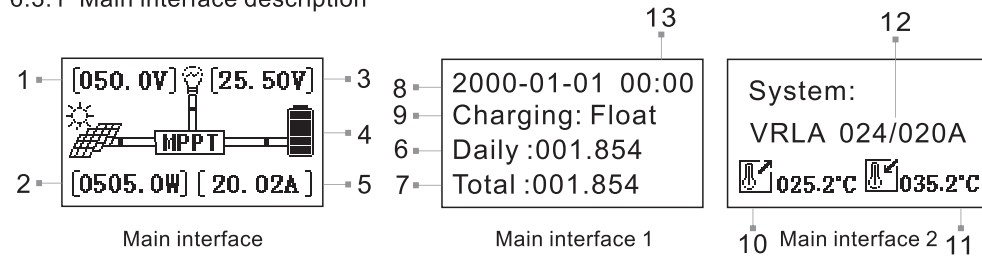 6.3.1 Main interface description
1 [050.0V] [25.50V] 3
MPPT 4
2 [0505.0W] [20.02A] 5
Main interface
13
8 2000-01-01 00:00
9 Charging: Float
6 Daily :001.854
7 Total :001.854
Main interface 1
12
System:
VRLA 024/020A
025.2°C 035.2°C
10 Main interface 2 11